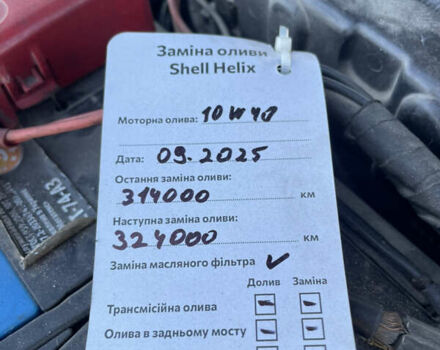 Заміна оливи
Shell Helix
Моторна олива: 10W40
Дата: 09.2025
Остання заміна оливи:
314000 км
Наступна заміна оливи:
324000 км
Заміна масляного фільтра ✓
Долив Заміна
Трансмісійна олива
Олива в задньому мосту